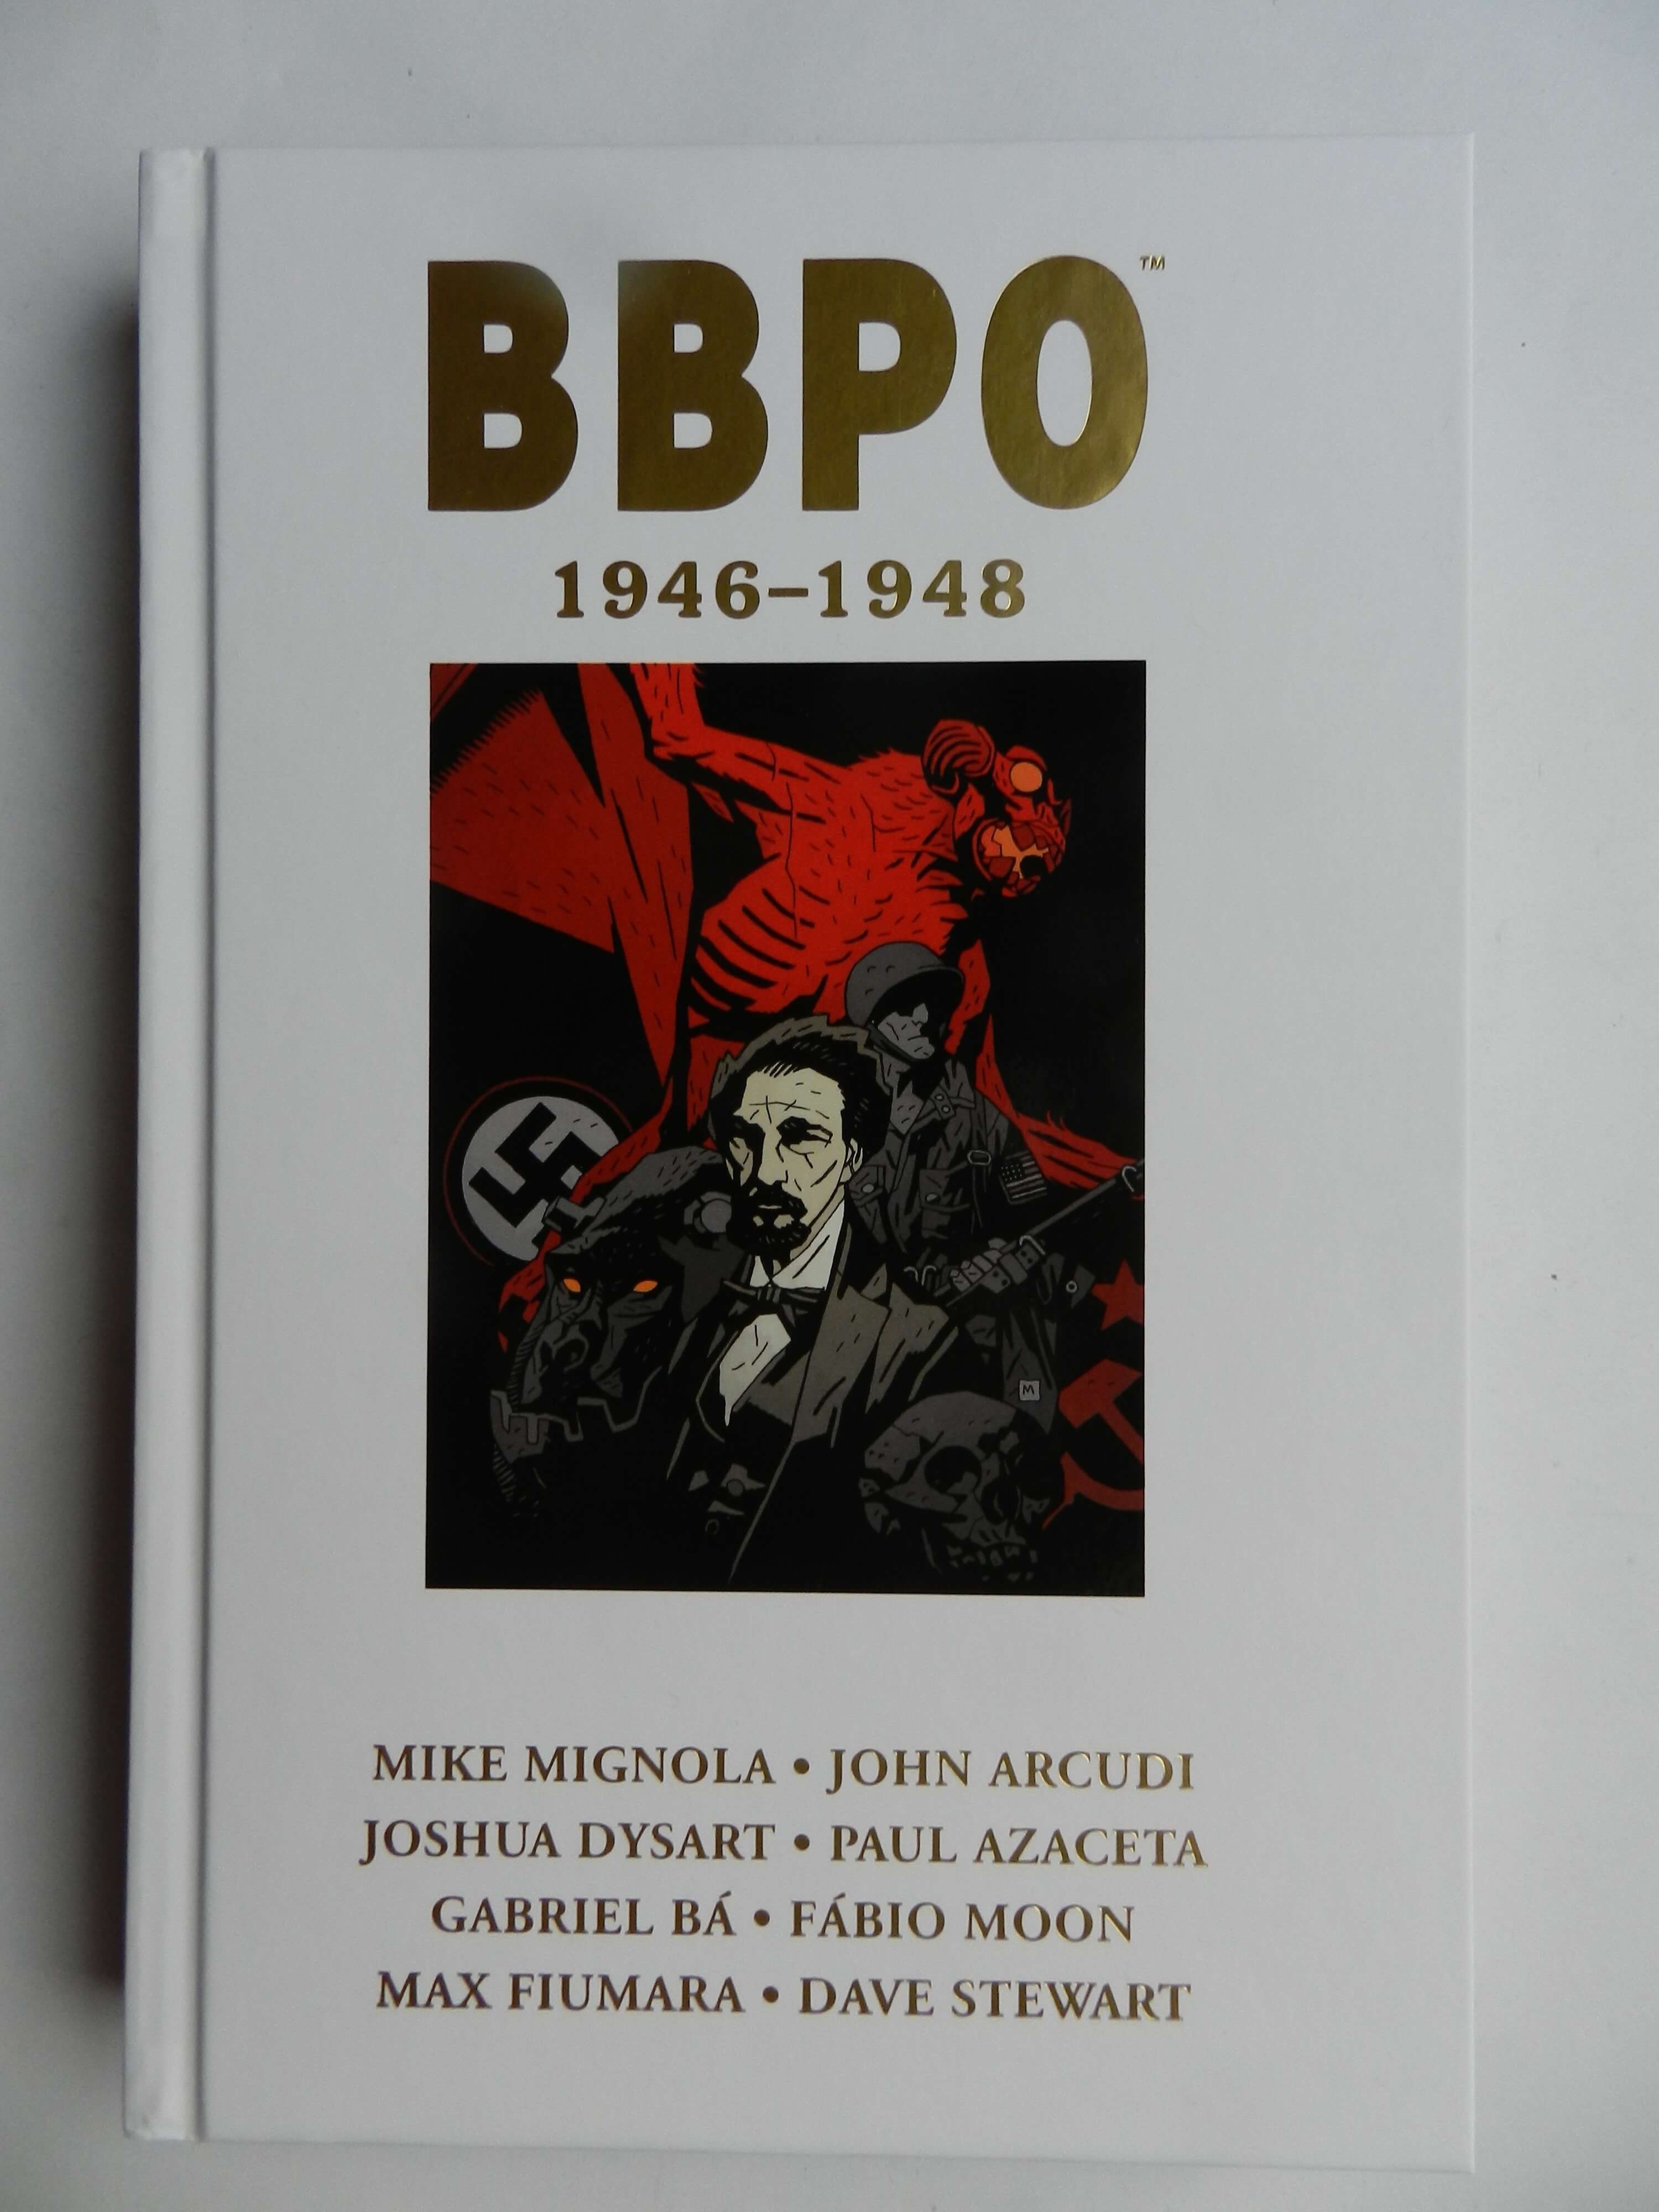 BBPO™
1946–1948
M
MIKE MIGNOLA • JOHN ARCUDI
JOSHUA DYSART • PAUL AZACETA
GABRIEL BÁ • FÁBIO MOON
MAX FIUMARA • DAVE STEWART